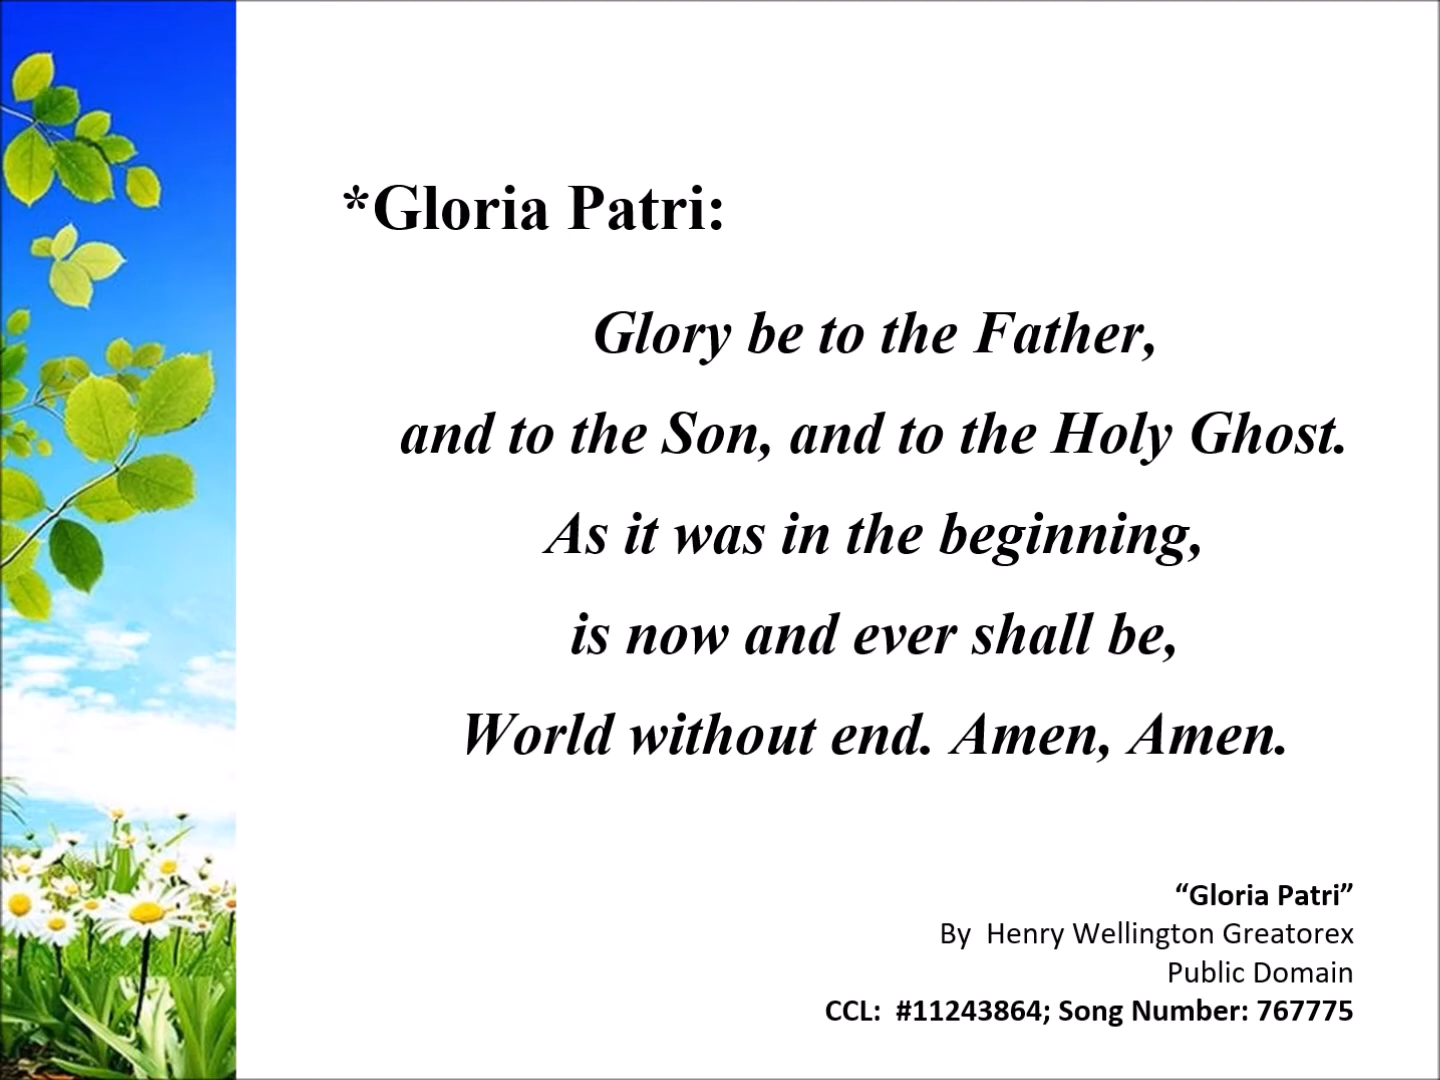 *Gloria Patri:
Glory be to the Father,
and to the Son, and to the Holy Ghost.
As it was in the beginning,
is now and ever shall be,
World without end. Amen, Amen.
“Gloria Patri”
By  Henry Wellington Greatorex
Public Domain
CCL:  #11243864; Song Number: 767775